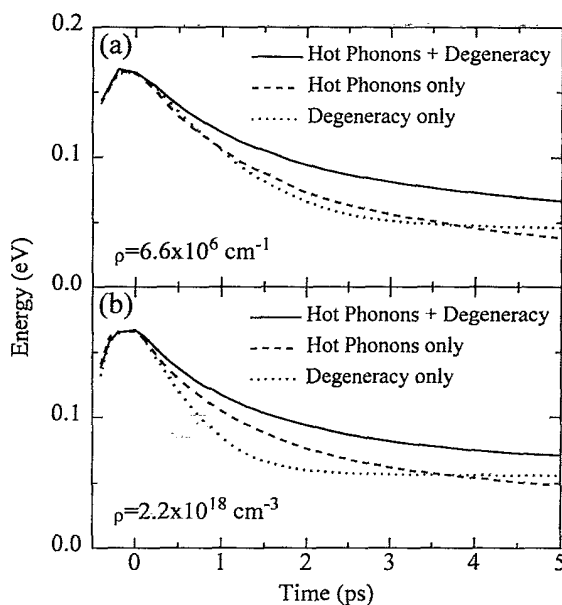 0.2
(a)
Hot Phonons + Degeneracy
Hot Phonons only
Degeneracy only
0.1
ρ=6.6x10⁶ cm⁻¹
0.0
Energy (eV)
(b)
Hot Phonons + Degeneracy
Hot Phonons only
Degeneracy only
0.1
ρ=2.2x10¹⁸ cm⁻³
0.0
0 1 2 3 4 5
Time (ps)